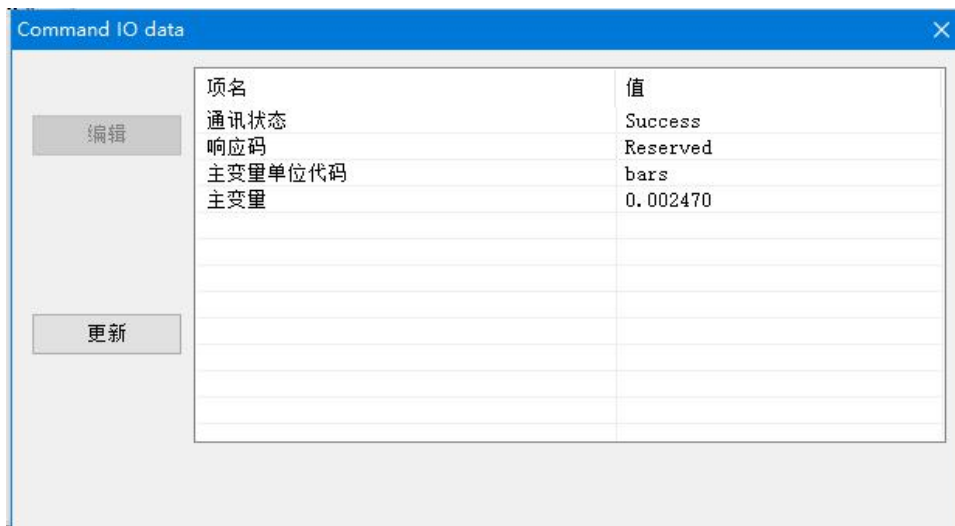 Command IO data
编辑
更新
项名 值
通讯状态 Success
响应码 Reserved
主变量单位代码 bars
主变量 0.002470